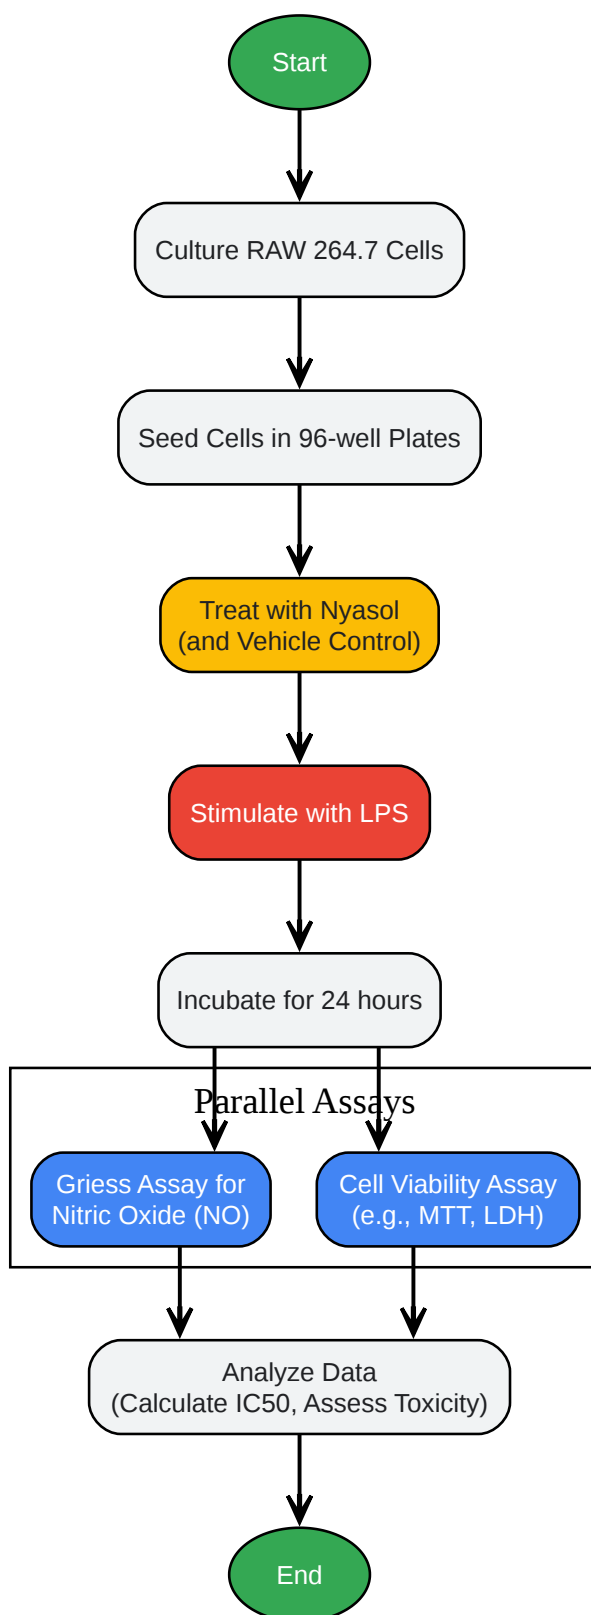 Start
Culture RAW 264.7 Cells
Seed Cells in 96-well Plates
Treat with Nyasol
(and Vehicle Control)
Stimulate with LPS
Incubate for 24 hours
Parallel Assays
Griess Assay for
Nitric Oxide (NO)
Cell Viability Assay
(e.g., MTT, LDH)
Analyze Data
(Calculate IC50, Assess Toxicity)
End